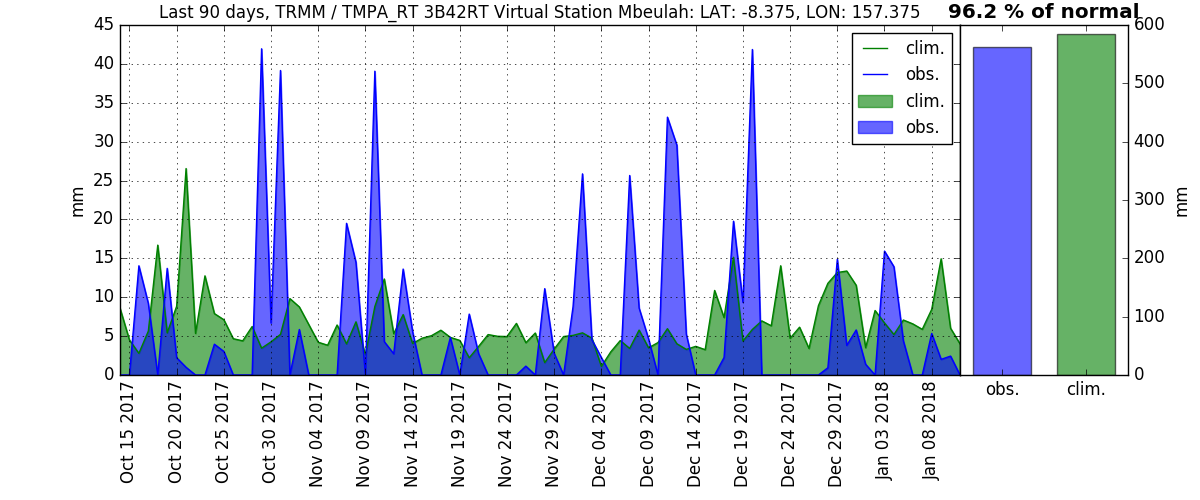 Last 90 days, TRMM / TMPA_RT 3B42RT Virtual Station Mbeulah: LAT: -8.375, LON: 157.375
96.2 % of normal
45
40
35
30
25
20
15
10
5
0
mm
clim.
obs.
clim.
obs.
600
500
400
300
200
100
0
mm
obs.
clim.
Oct 15 2017
Oct 20 2017
Oct 25 2017
Oct 30 2017
Nov 04 2017
Nov 09 2017
Nov 14 2017
Nov 19 2017
Nov 24 2017
Nov 29 2017
Dec 04 2017
Dec 09 2017
Dec 14 2017
Dec 19 2017
Dec 24 2017
Dec 29 2017
Jan 03 2018
Jan 08 2018